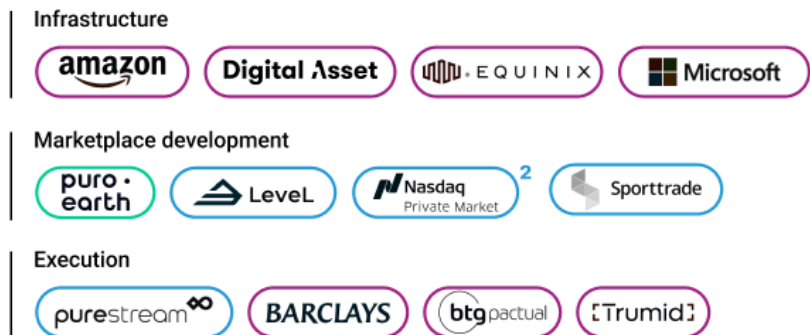 Infrastructure
amazon
Digital Asset
EQUINIX
Microsoft
Marketplace development
puro·
earth
LeveL
Nasdaq
Private Market
2
Sporttrade
Execution
purestream
BARCLAYS
btgpactual
[Trumid]